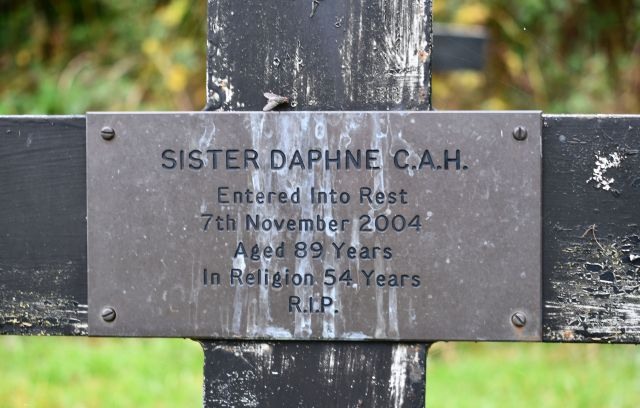 SISTER DAPHNE C.A.H.
Entered Into Rest
7th November 2004
Aged 89 Years
In Religion 54 Years
R.I.P.